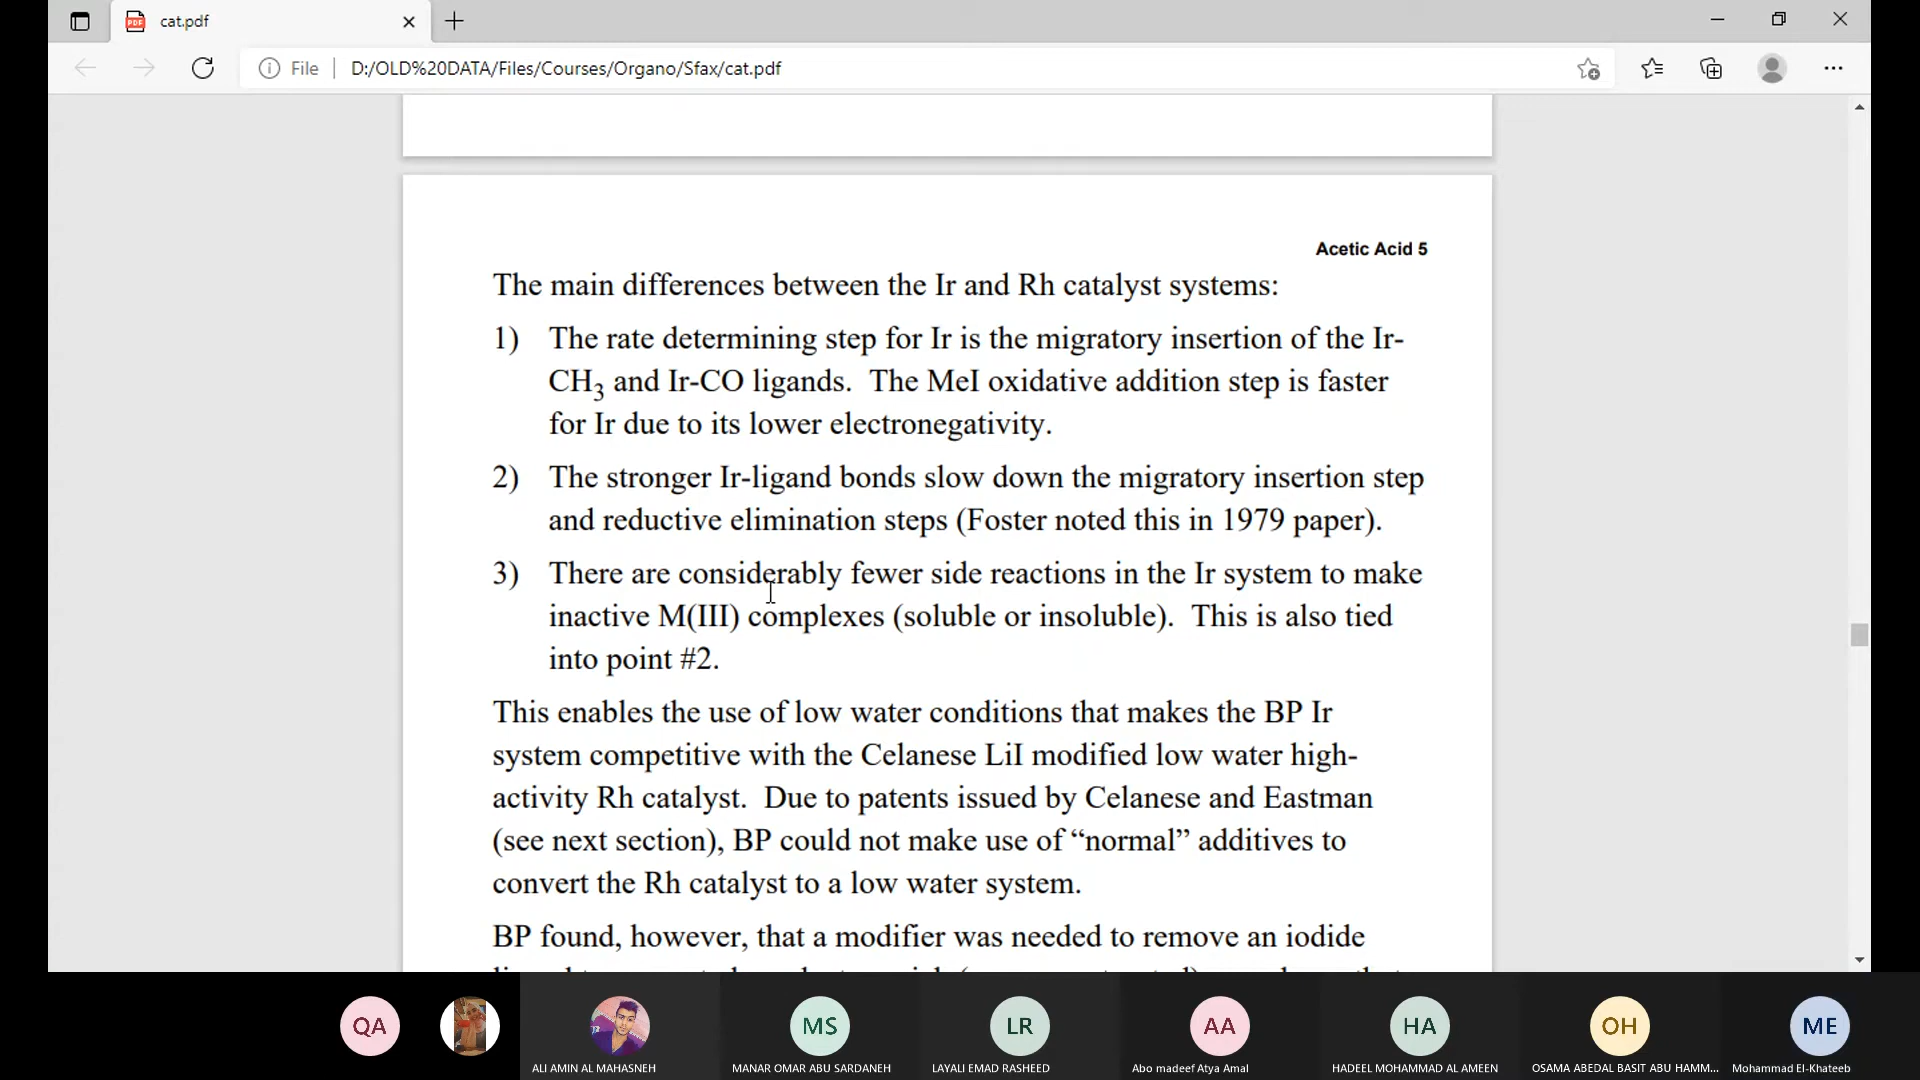 cat.pdf
File
D:/OLD%20DATA/Files/Courses/Organo/Sfax/cat.pdf
Acetic Acid 5
The main differences between the Ir and Rh catalyst systems:
1) The rate determining step for Ir is the migratory insertion of the Ir-
CH3 and Ir-CO ligands. The MeI oxidative addition step is faster
for Ir due to its lower electronegativity.
2) The stronger Ir-ligand bonds slow down the migratory insertion step
and reductive elimination steps (Foster noted this in 1979 paper).
3) There are considerably fewer side reactions in the Ir system to make
inactive M(III) complexes (soluble or insoluble). This is also tied
into point #2.
This enables the use of low water conditions that makes the BP Ir
system competitive with the Celanese LiI modified low water high-
activity Rh catalyst. Due to patents issued by Celanese and Eastman
(see next section), BP could not make use of “normal” additives to
convert the Rh catalyst to a low water system.
BP found, however, that a modifier was needed to remove an iodide
QA
MS
LR
AA
HA
OH
ME
ALI AMIN AL MAHASNEH
MANAR OMAR ABU SARDANEH
LAYALI EMAD RASHEED
Abo madeef Atya Amal
HADEEL MOHAMMAD AL AMEEN
OSAMA ABEDAL BASIT ABU HAMM...
Mohammad El-Khateeb